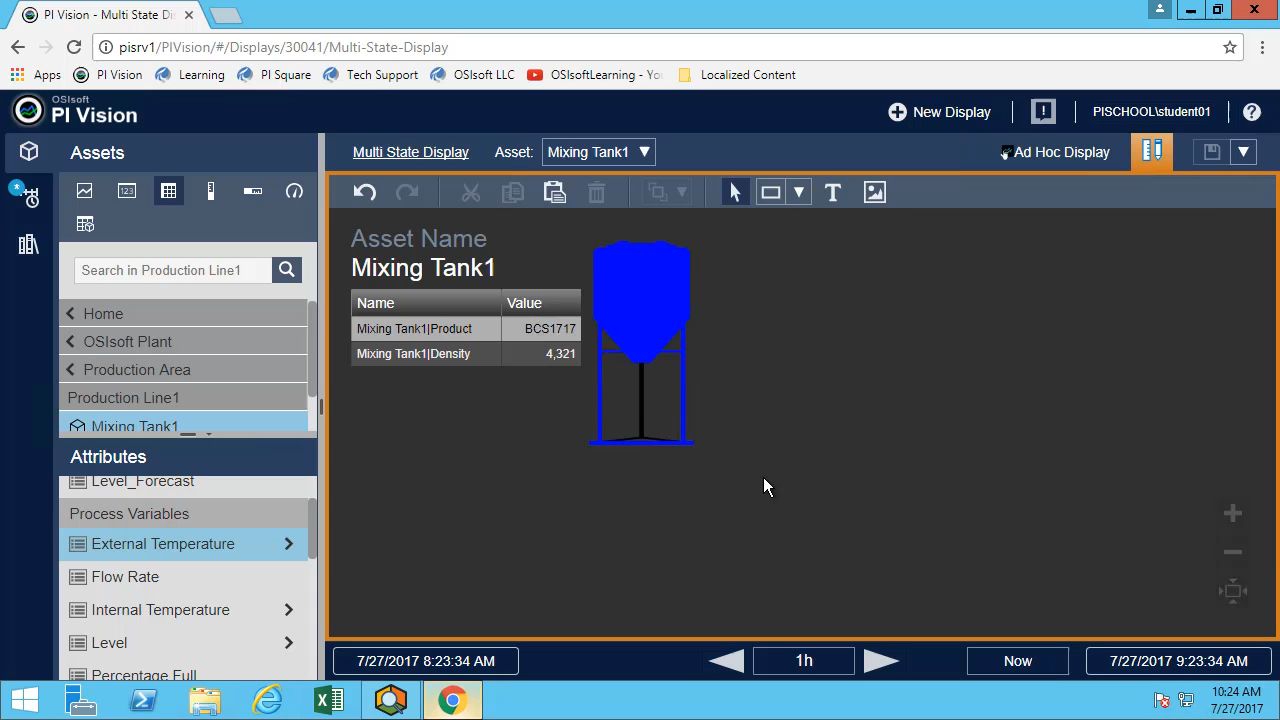 PI Vision - Multi State Di
pisrv1/PIVision/#/Displays/30041/Multi-State-Display
Apps PI Vision Learning PI Square Tech Support OSIsoft LLC OSIsoftLearning - Yo Localized Content
OSIsoft
PI Vision
New Display PISCHOOL\student01
Assets
Multi State Display Asset: Mixing Tank1 Ad Hoc Display
123
T
Search in Production Line1
Home
OSIsoft Plant
Production Area
Production Line1
Mixing Tank1
Attributes
Level_Forecast
Process Variables
External Temperature
Flow Rate
Internal Temperature
Level
Percentage Full
Asset Name
Mixing Tank1
Name Value
Mixing Tank1|Product BCS1717
Mixing Tank1|Density 4,321
7/27/2017 8:23:34 AM 1h Now 7/27/2017 9:23:34 AM
10:24 AM
7/27/2017